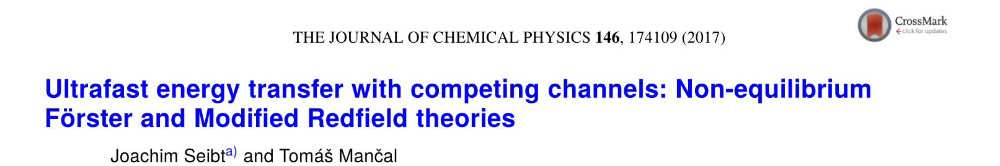 THE JOURNAL OF CHEMICAL PHYSICS 146, 174109 (2017)
CrossMark
click for updates
Ultrafast energy transfer with competing channels: Non-equilibrium
Förster and Modified Redfield theories
Joachim Seibt a) and Tomáš Mančal